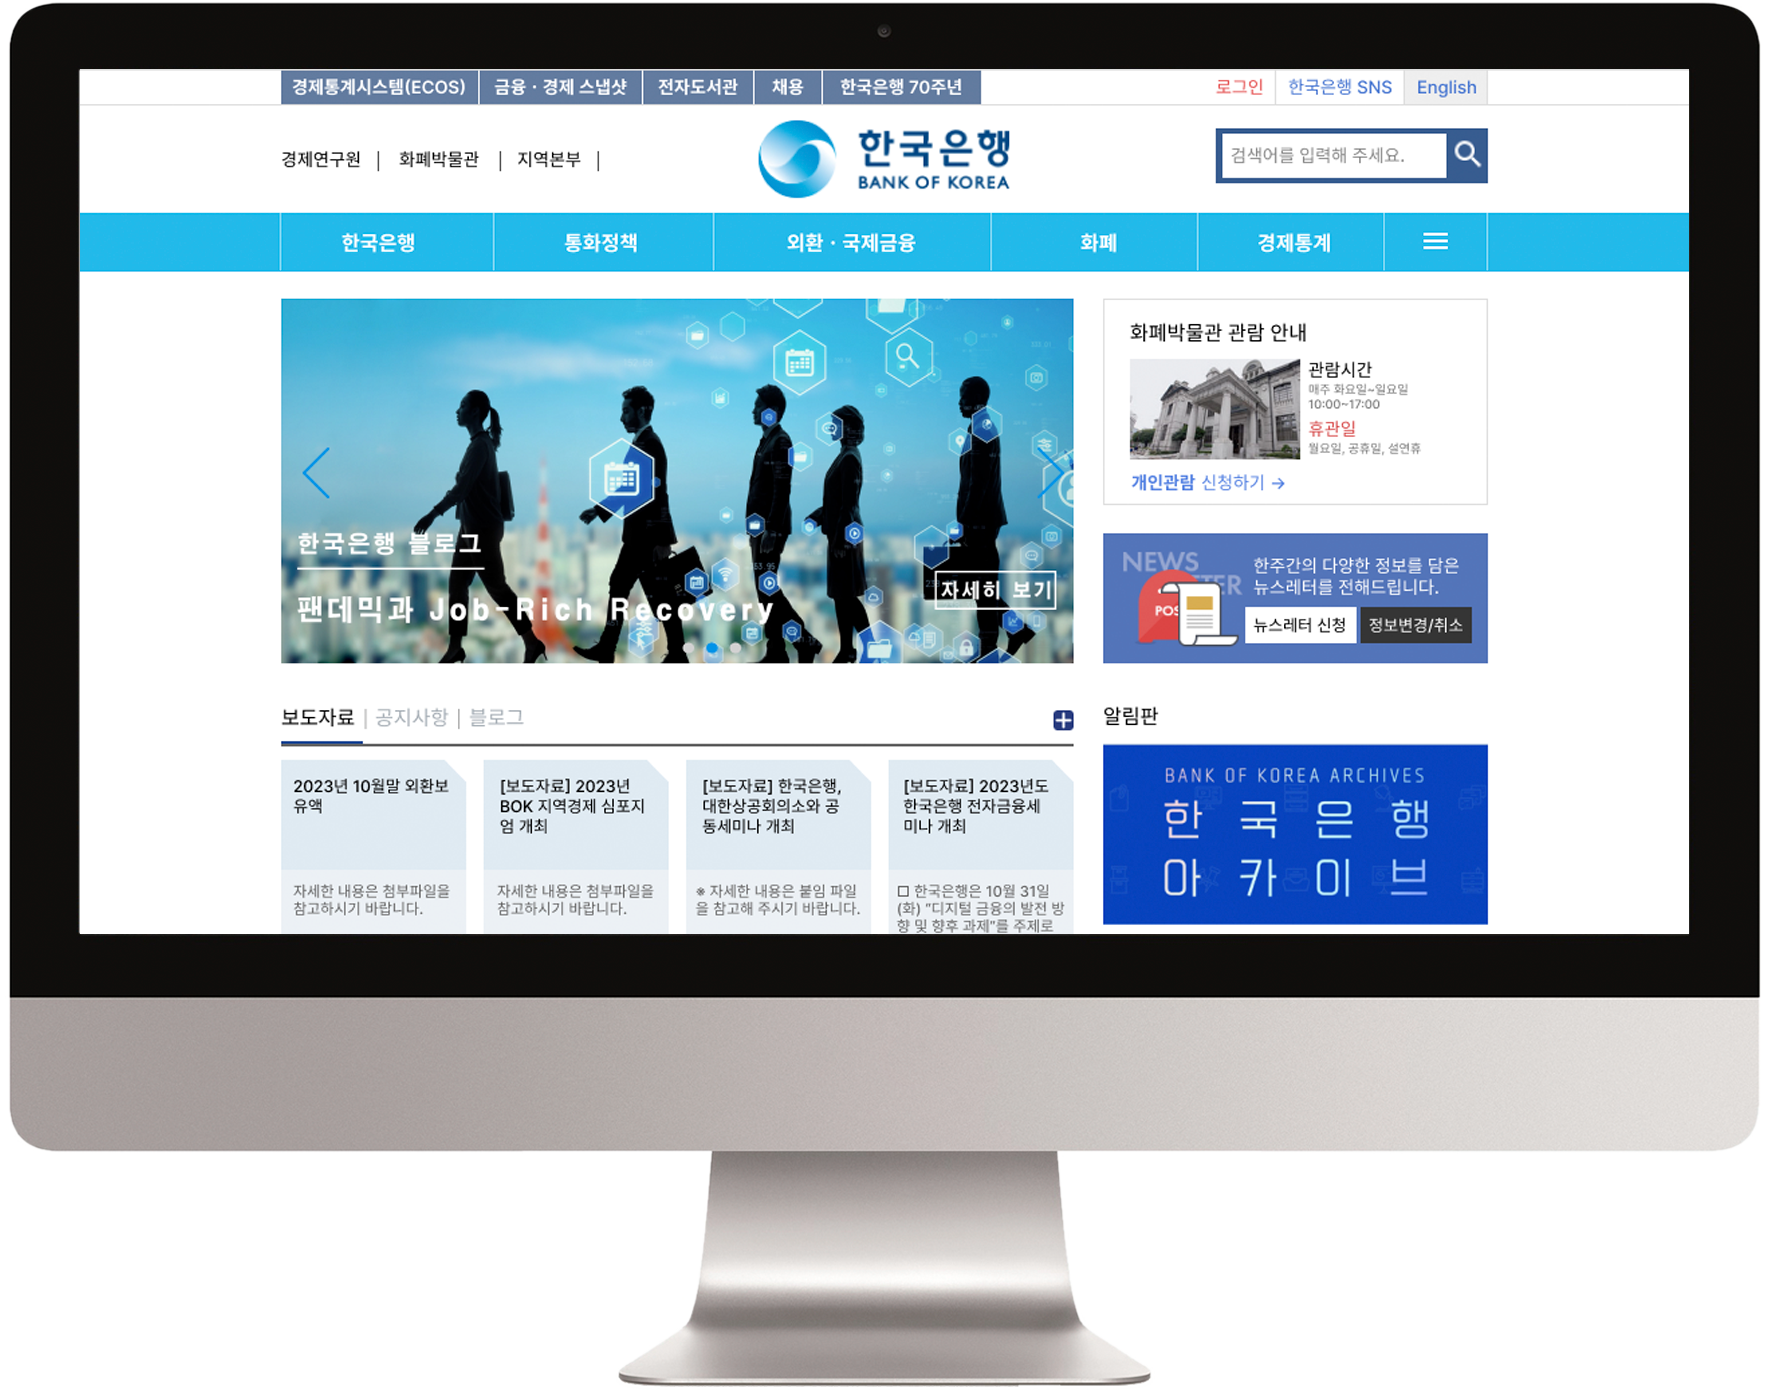 경제통계시스템(ECOS) 금융 · 경제 스냅샷 전자도서관 채용 한국은행 70주년
로그인 한국은행 SNS English
경제연구원 | 화폐박물관 | 지역본부 |
한국은행
BANK OF KOREA
검색어를 입력해 주세요.
한국은행 통화정책 외환 · 국제금융 화폐 경제통계
한국은행 블로그
팬데믹과 Job-Rich Recovery
자세히 보기
화폐박물관 관람 안내
관람시간
매주 화요일~일요일
10:00~17:00
휴관일
월요일, 공휴일, 설연휴
개인관람 신청하기 →
NEWS
한주간의 다양한 정보를 담은
뉴스레터를 전해드립니다.
뉴스레터 신청 정보변경/취소
보도자료 | 공지사항 | 블로그
2023년 10월말 외환보
유액
자세한 내용은 첨부파일을
참고하시기 바랍니다.
[보도자료] 2023년
BOK 지역경제 심포지
엄 개최
자세한 내용은 첨부파일을
참고하시기 바랍니다.
[보도자료] 한국은행,
대한상공회의소와 공
동세미나 개최
※ 자세한 내용은 붙임 파일
을 참고해 주시기 바랍니다.
[보도자료] 2023년도
한국은행 전자금융세
미나 개최
□ 한국은행은 10월 31일
(화) "디지털 금융의 발전 방
향 및 향후 과제"를 주제로
알림판
BANK OF KOREA ARCHIVES
한국은행
아카이브